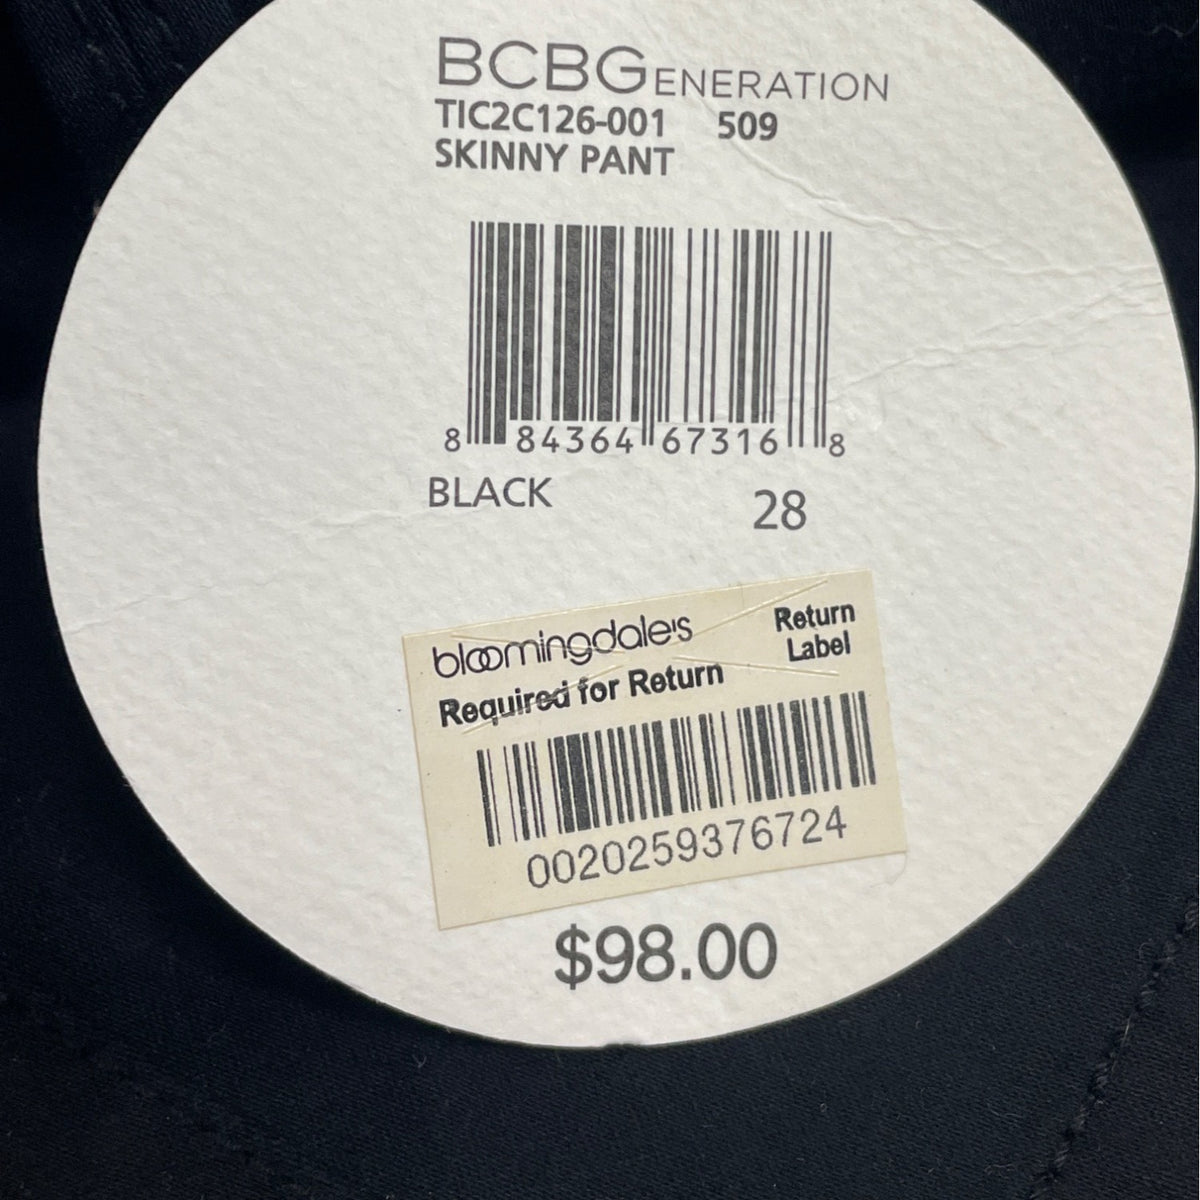 BCBGENERATION
TIC2C126-001 509
SKINNY PANT
8 84364 67316 8
BLACK 28
bloomingdale's Return
Label
Required for Return
0020259376724
$98.00